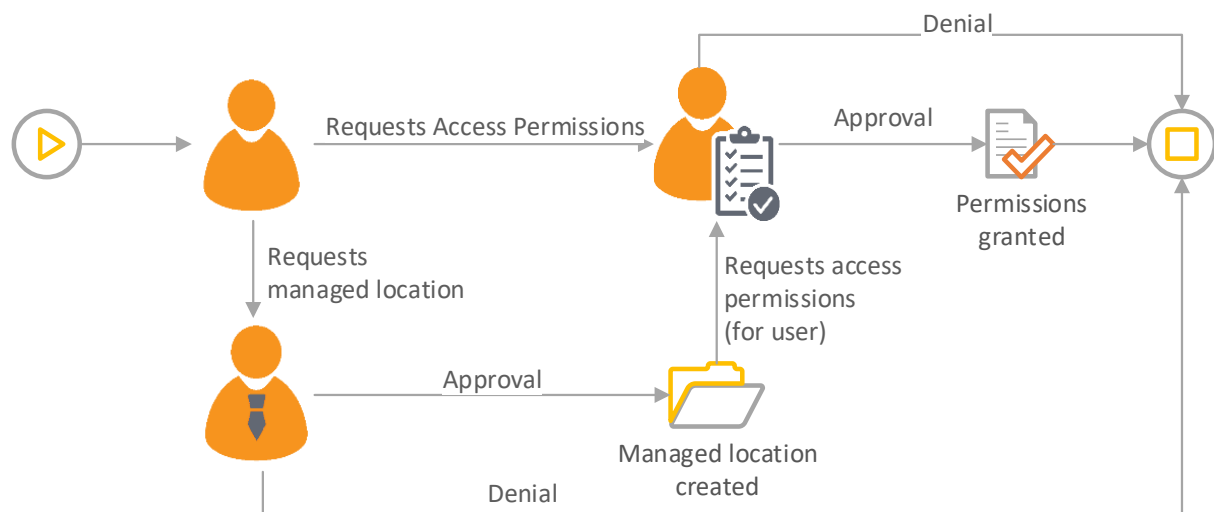 Denial
Requests Access Permissions
Approval
Permissions
granted
Requests
managed location
Requests access
permissions
(for user)
Approval
Managed location
created
Denial